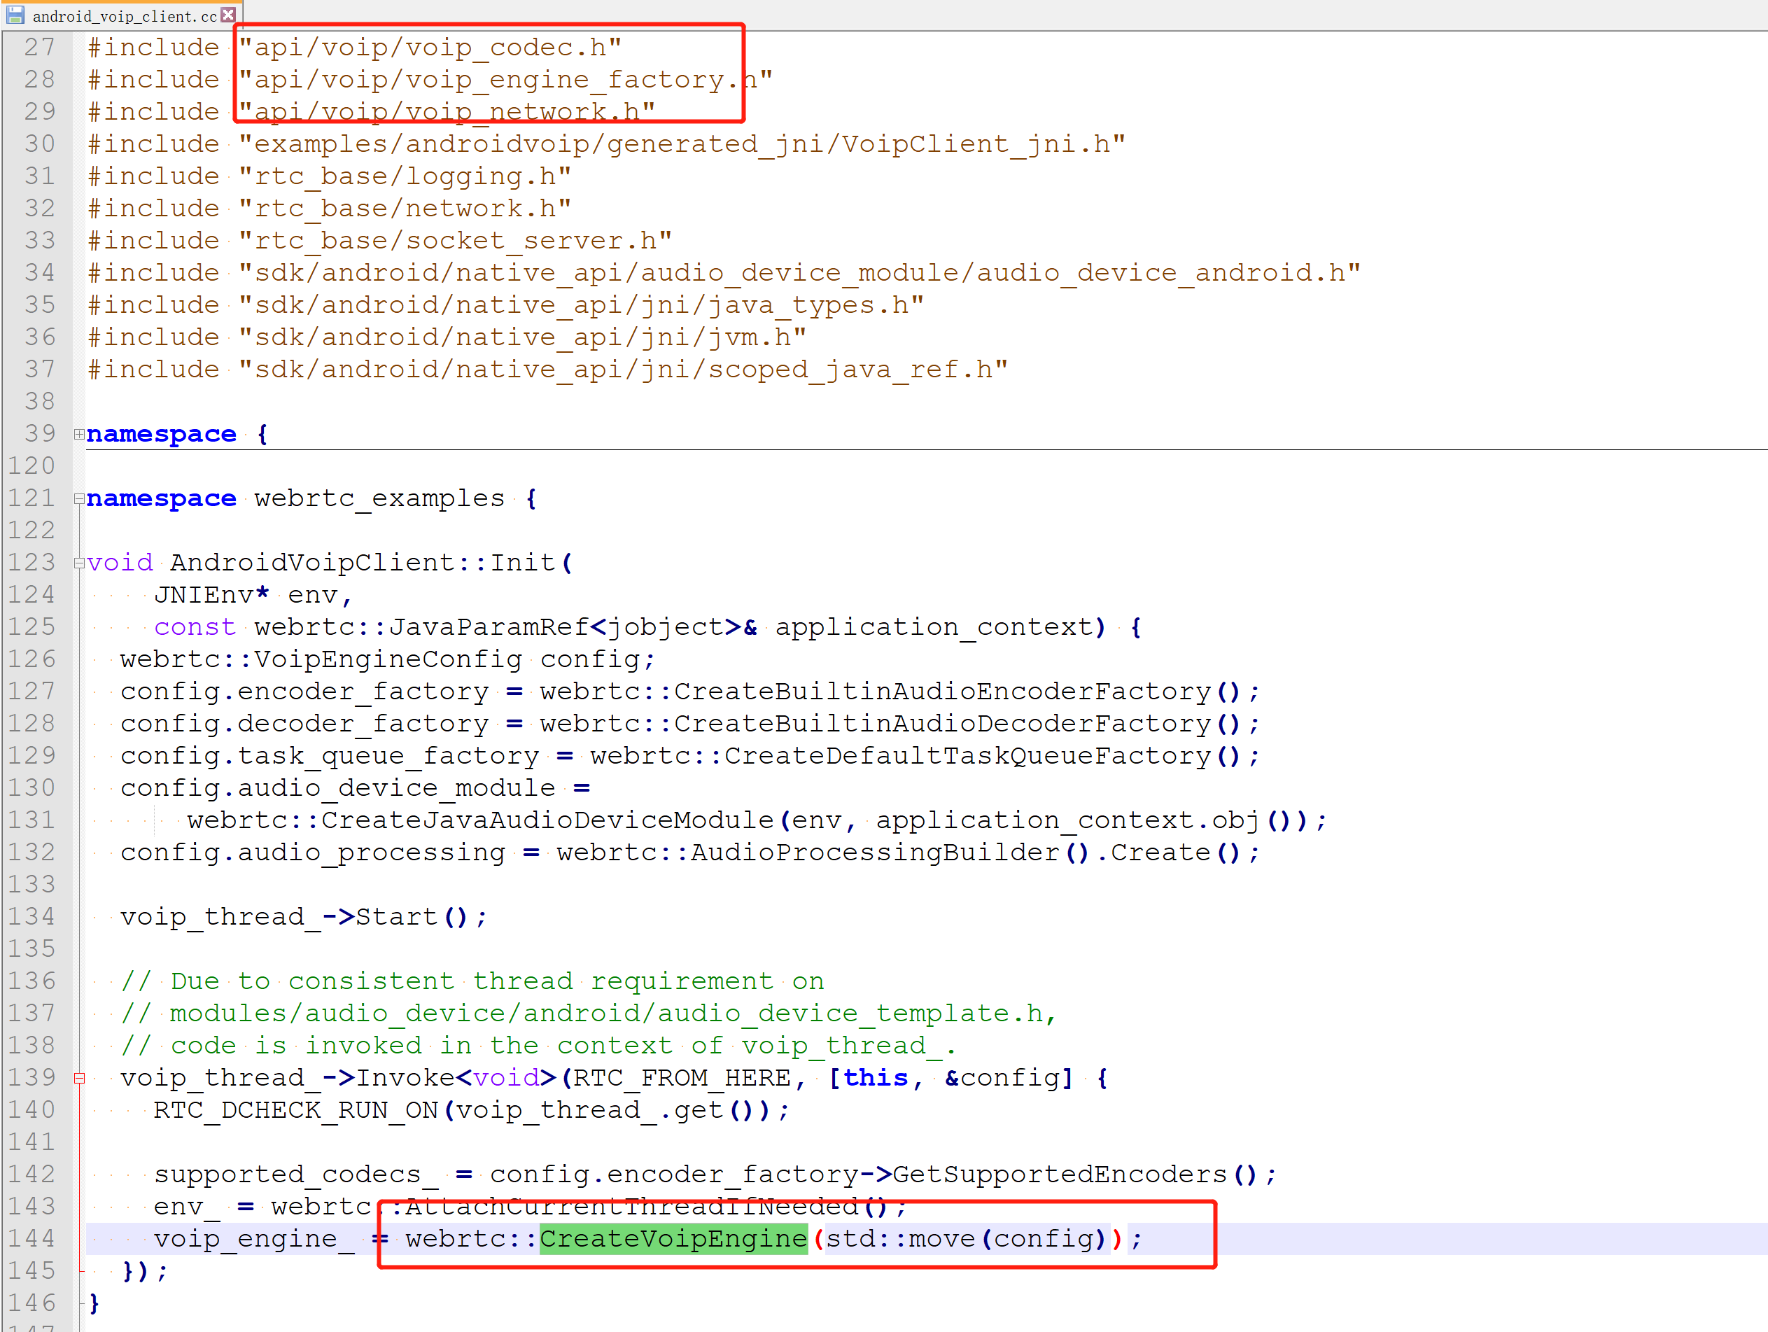 android_voip_client.cc
27 #include "api/voip/voip_codec.h"
28 #include "api/voip/voip_engine_factory.h"
29 #include "api/voip/voip_network.h"
30 #include "examples/androidvoip/generated_jni/VoipClient_jni.h"
31 #include "rtc_base/logging.h"
32 #include "rtc_base/network.h"
33 #include "rtc_base/socket_server.h"
34 #include "sdk/android/native_api/audio_device_module/audio_device_android.h"
35 #include "sdk/android/native_api/jni/java_types.h"
36 #include "sdk/android/native_api/jni/jvm.h"
37 #include "sdk/android/native_api/jni/scoped_java_ref.h"
38
39 namespace {
120
121 namespace webrtc_examples {
122
123 void AndroidVoipClient::Init(
124     JNIEnv* env,
125     const webrtc::JavaParamRef<jobject>& application_context) {
126   webrtc::VoipEngineConfig config;
127   config.encoder_factory = webrtc::CreateBuiltinAudioEncoderFactory();
128   config.decoder_factory = webrtc::CreateBuiltinAudioDecoderFactory();
129   config.task_queue_factory = webrtc::CreateDefaultTaskQueueFactory();
130   config.audio_device_module =
131       webrtc::CreateJavaAudioDeviceModule(env, application_context.obj());
132   config.audio_processing = webrtc::AudioProcessingBuilder().Create();
133
134   voip_thread_->Start();
135
136   // Due to consistent thread requirement on
137   // modules/audio_device/android/audio_device_template.h,
138   // code is invoked in the context of voip_thread_.
139   voip_thread_->Invoke<void>(RTC_FROM_HERE, [this, &config] {
140     RTC_DCHECK_RUN_ON(voip_thread_.get());
141
142     supported_codecs_ = config.encoder_factory->GetSupportedEncoders();
143     env_ = webrtc::AttachCurrentThreadIfNeeded();
144     voip_engine_ = webrtc::CreateVoipEngine(std::move(config));
145   });
146 }
147